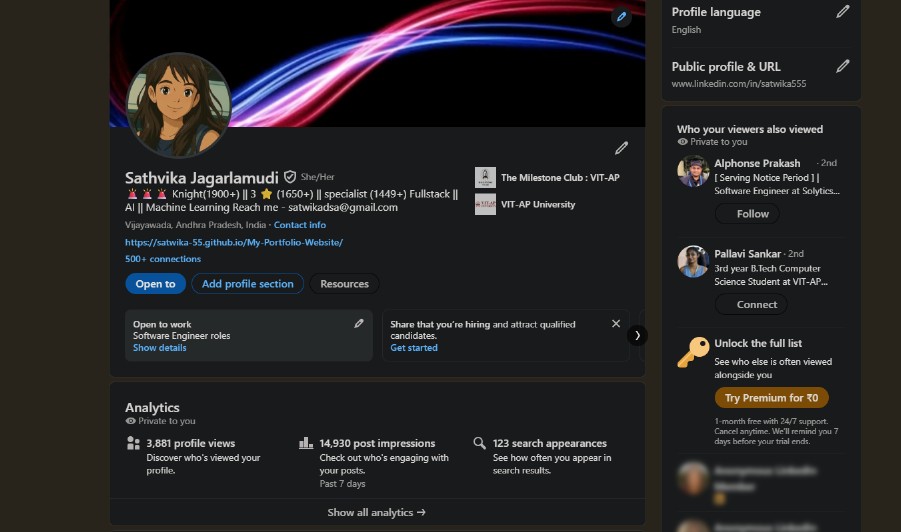 Sathvika Jagarlamudi She/Her
🚨🚨🚨 Knight(1900+) || 3 ⭐ (1650+) || specialist (1449+) Fullstack ||
AI || Machine Learning Reach me - satwikadsa@gmail.com
Vijayawada, Andhra Pradesh, India · Contact info
https://satwika-55.github.io/My-Portfolio-Website/
500+ connections
The Milestone Club : VIT-AP
VIT-AP University
Open to
Add profile section
Resources
Open to work
Software Engineer roles
Show details
Share that you're hiring and attract qualified
candidates.
Get started
Analytics
Private to you
3,881 profile views
Discover who's viewed your
profile.
14,930 post impressions
Check out who's engaging with
your posts.
Past 7 days
123 search appearances
See how often you appear in
search results.
Show all analytics →
Profile language
English
Public profile & URL
www.linkedin.com/in/satwika555
Who your viewers also viewed
Private to you
Alphonse Prakash · 2nd
[ Serving Notice Period ] |
Software Engineer at Solytics...
Follow
Pallavi Sankar · 2nd
3rd year B.Tech Computer
Science Student at VIT-AP...
Connect
Unlock the full list
See who else is often viewed
alongside you
Try Premium for ₹0
1-month free with 24/7 support.
Cancel anytime. We'll remind you 7
days before your trial ends.